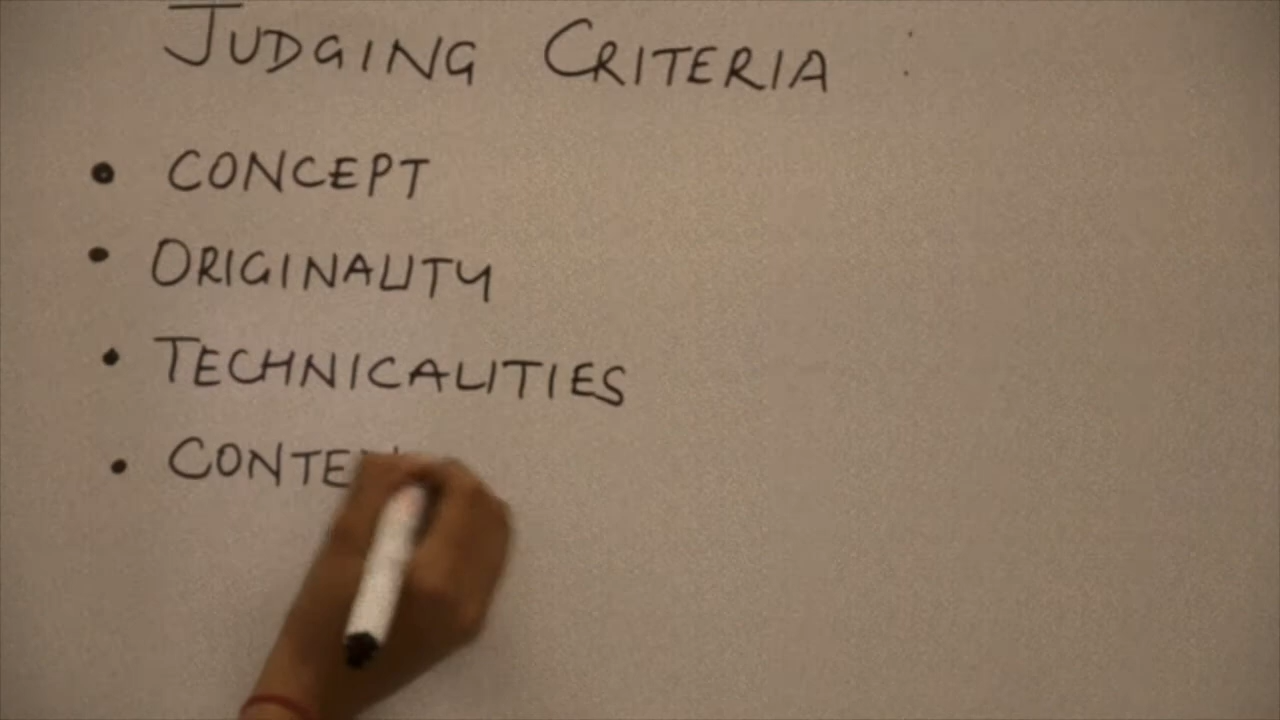 JUDGING CRITERIA :
• CONCEPT
• ORIGINALITY
• TECHNICALITIES
•